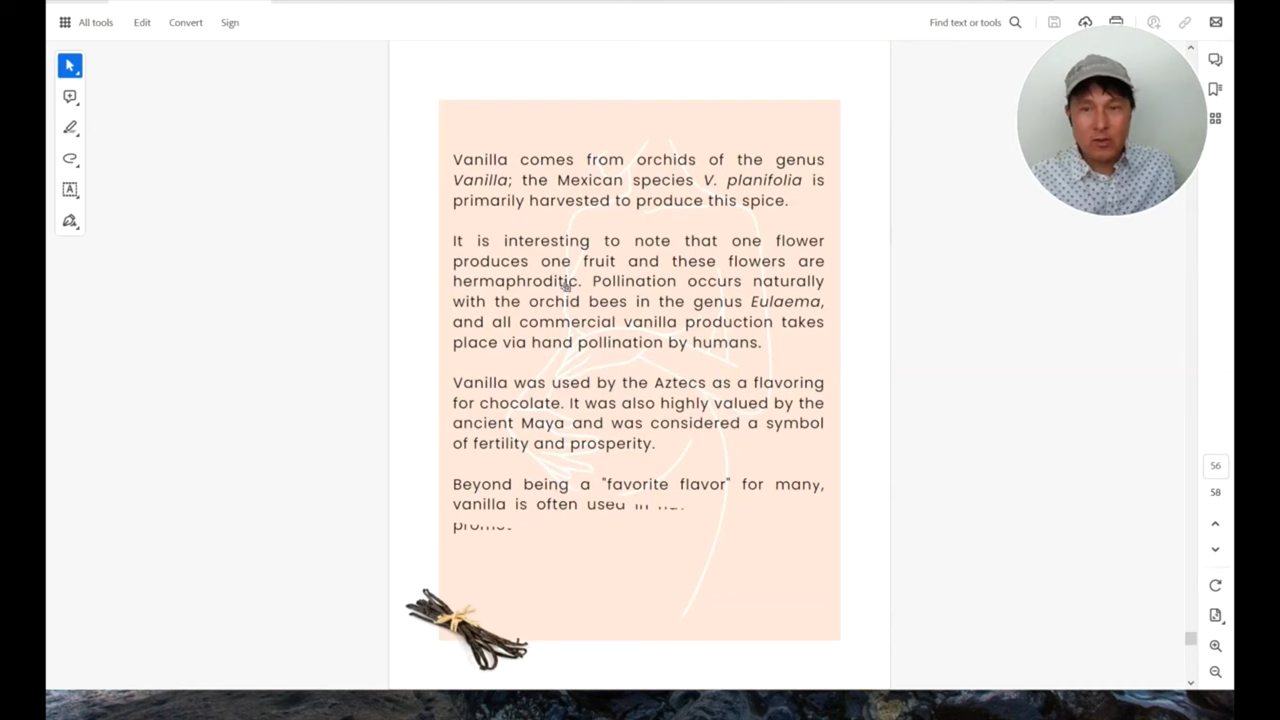 All tools Edit Convert Sign Find text or tools
Vanilla comes from orchids of the genus
Vanilla; the Mexican species V. planifolia is
primarily harvested to produce this spice.
It is interesting to note that one flower
produces one fruit and these flowers are
hermaphroditic. Pollination occurs naturally
with the orchid bees in the genus Eulaema,
and all commercial vanilla production takes
place via hand pollination by humans.
Vanilla was used by the Aztecs as a flavoring
for chocolate. It was also highly valued by the
ancient Maya and was considered a symbol
of fertility and prosperity.
Beyond being a "favorite flavor" for many,
vanilla is often used in
56
58